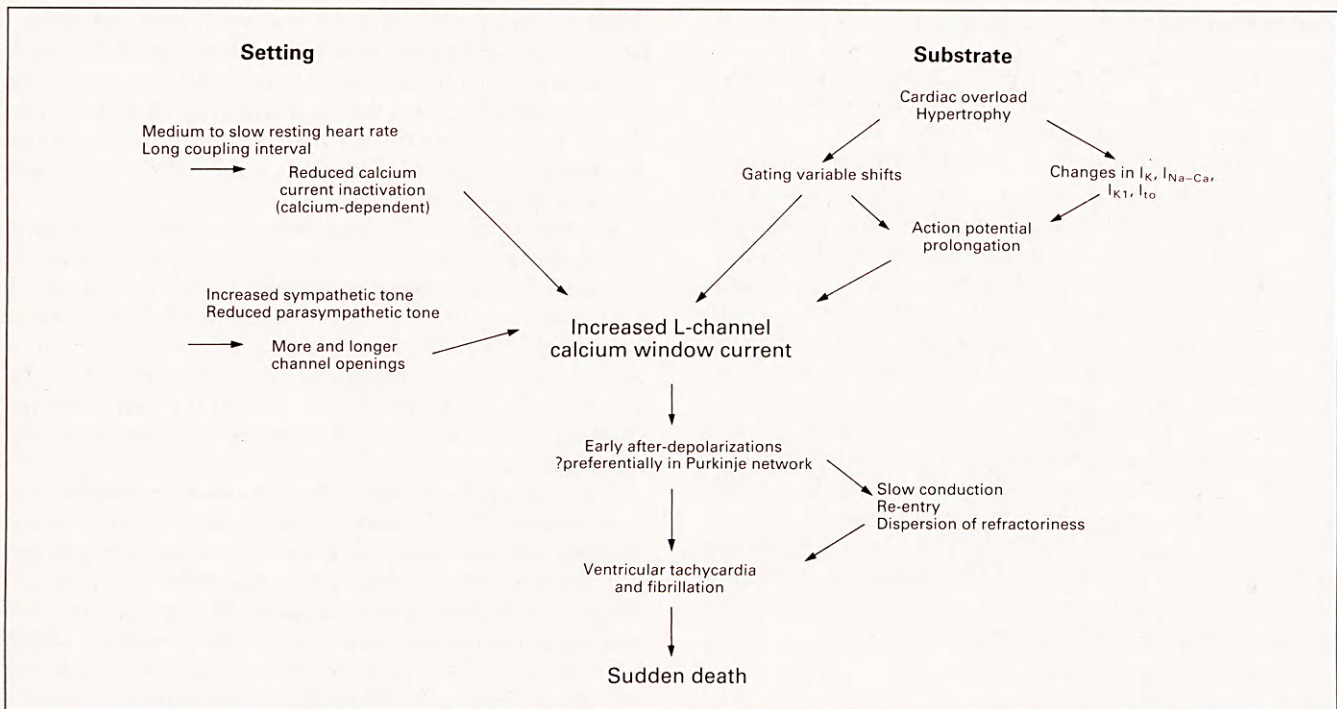 Setting
Medium to slow resting heart rate
Long coupling interval
Reduced calcium
current inactivation
(calcium-dependent)
Increased sympathetic tone
Reduced parasympathetic tone
More and longer
channel openings
Substrate
Cardiac overload
Hypertrophy
Gating variable shifts
Changes in I_K, I_Na–Ca,
I_K1, I_to
Action potential
prolongation
Increased L-channel
calcium window current
Early after-depolarizations
?preferentially in Purkinje network
Slow conduction
Re-entry
Dispersion of refractoriness
Ventricular tachycardia
and fibrillation
Sudden death